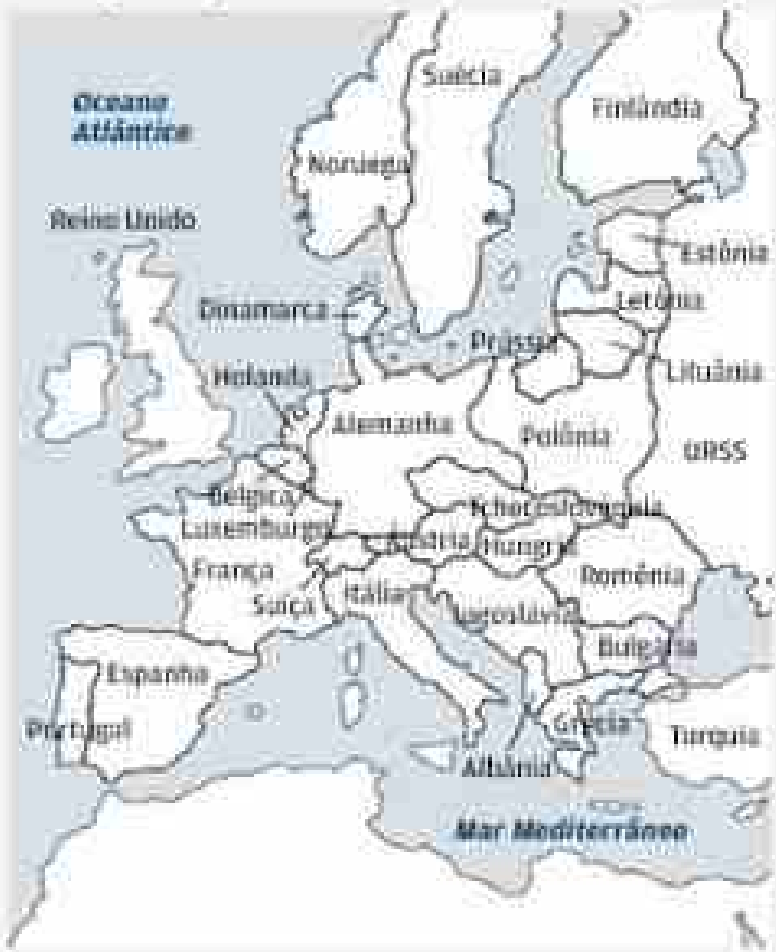 Oceano
Atlântico
Suécia
Finlândia
Noruega
Reino Unido
Estônia
Dinamarca
Letônia
Prússia
Holanda
Lituânia
Alemanha
Polônia
URSS
Bélgica
Tchecoslováquia
Luxemburgo
Áustria
Hungria
França
Romênia
Suíça
Itália
Iugoslávia
Bulgária
Espanha
Portugal
Grécia
Turquia
Albânia
Mar Mediterrâneo